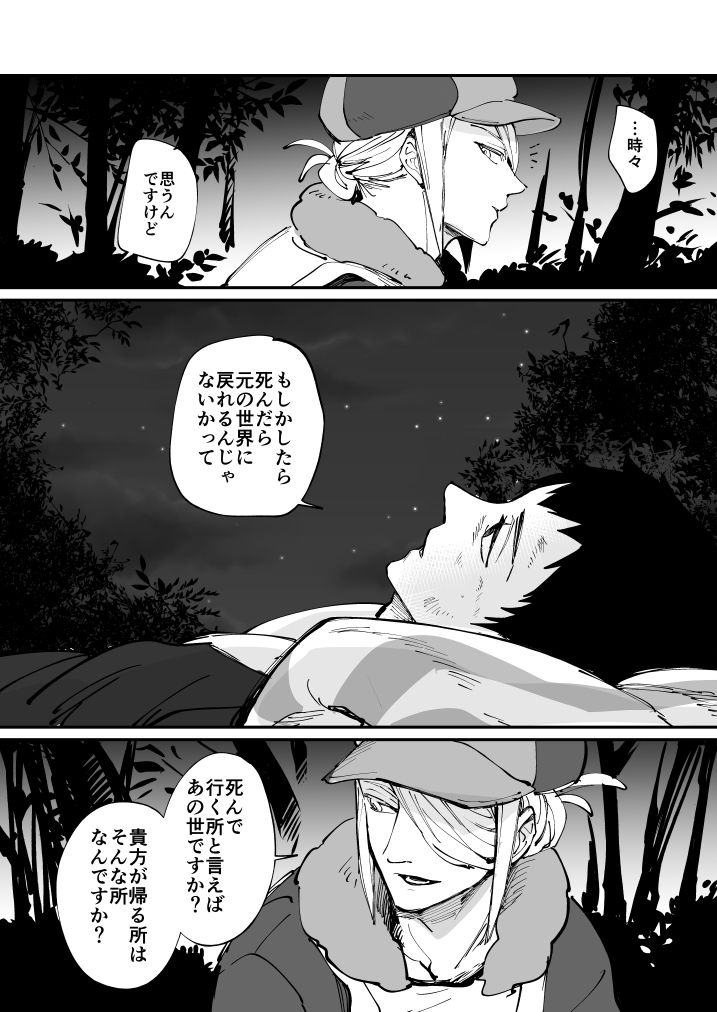 …時々
思うん
ですけど
もしかしたら
死んだら
元の世界に
戻れるんじゃ
ないかって
死んで
行く所と言えば
あの世ですか？
貴方が帰る所は
そんな所
なんですか？